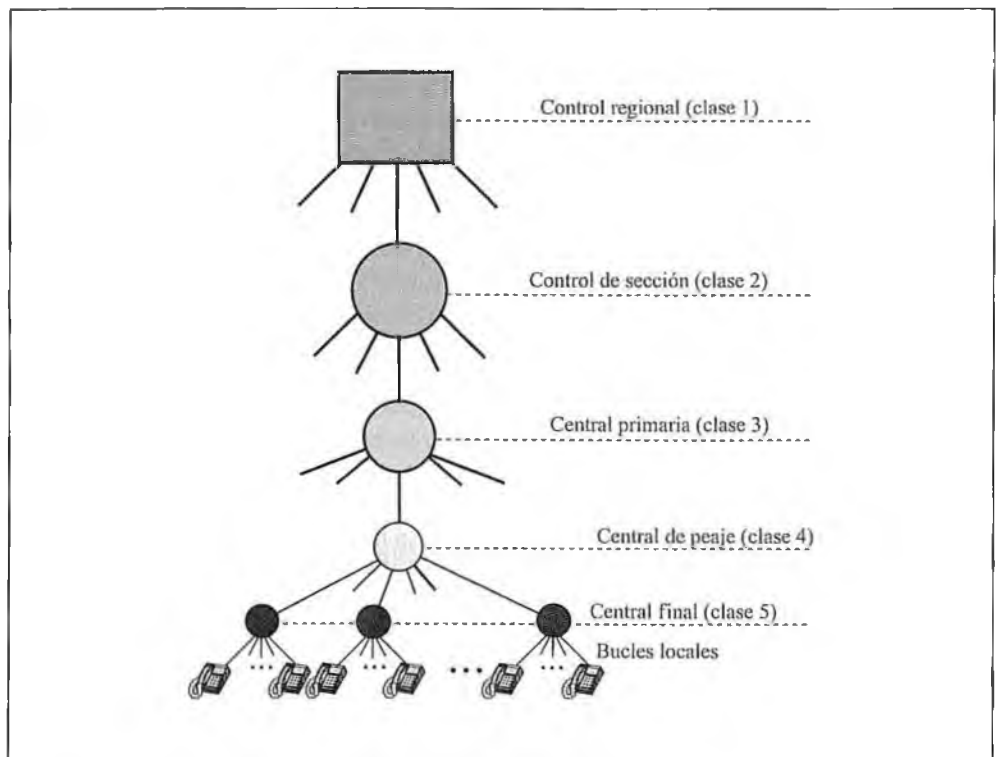 Control regional (clase 1)
Control de sección (clase 2)
Central primaria (clase 3)
Central de peaje (clase 4)
Central final (clase 5)
Bucles locales